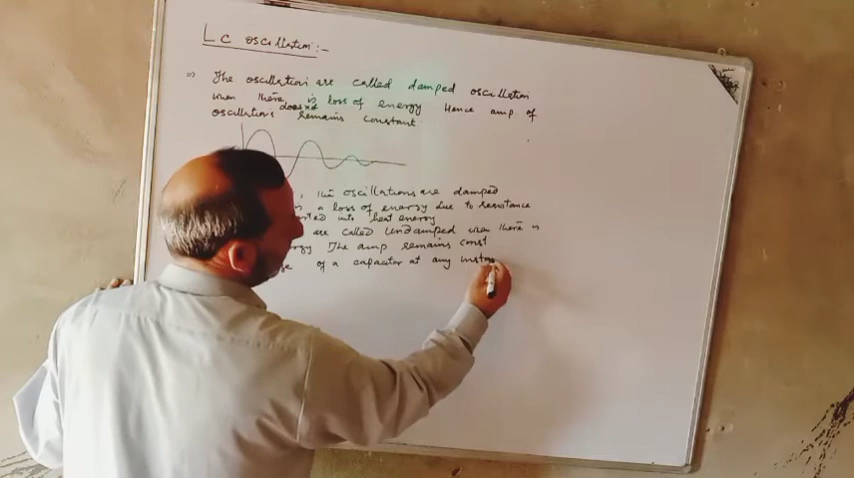 Lc oscillation:-
=> The oscillation are called damped oscillation
when there is loss of energy Hence amp of
oscillations does not remains constant
, the oscillations are damped
a loss of energy due to resistance
into heat energy
are called Undamped when there is
The amp remains const
of a capacitor at any insta